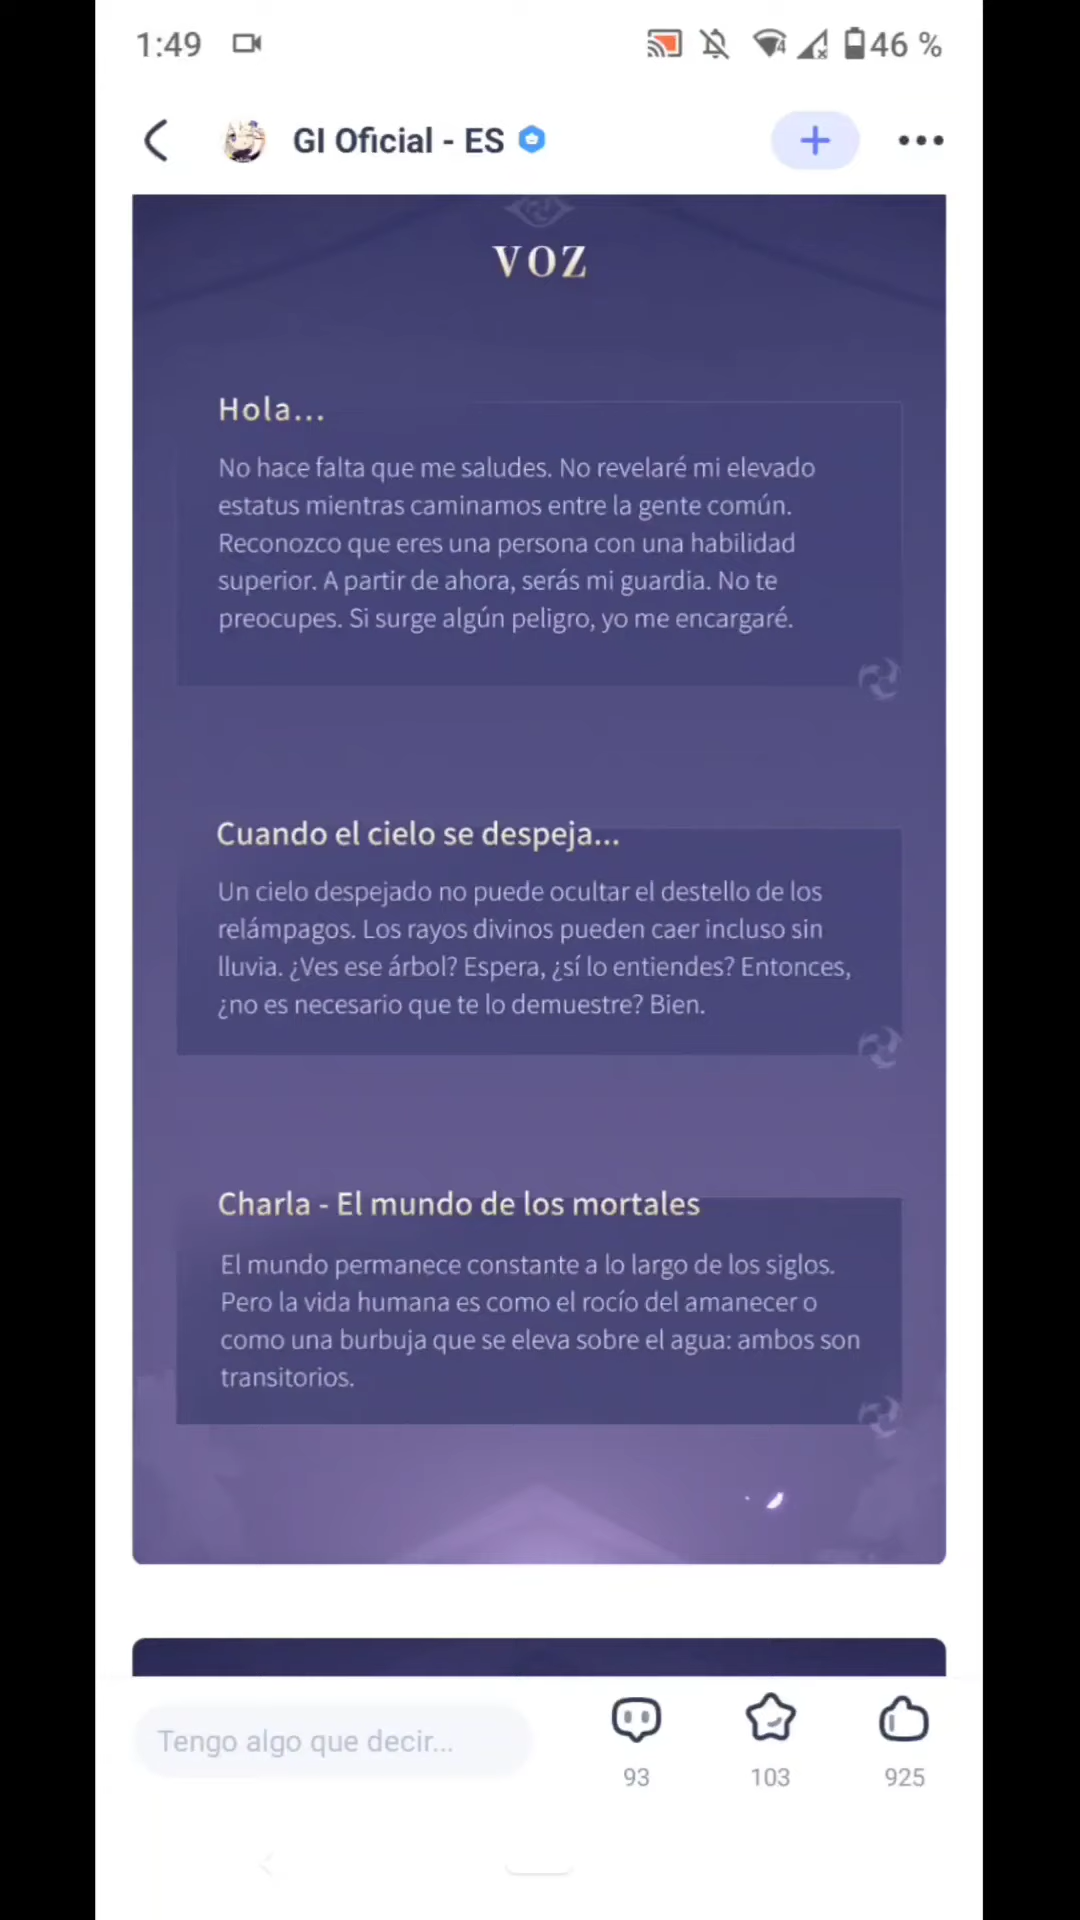 1:49
46 %
GI Oficial - ES
VOZ
Hola...
No hace falta que me saludes. No revelaré mi elevado
estatus mientras caminamos entre la gente común.
Reconozco que eres una persona con una habilidad
superior. A partir de ahora, serás mi guardia. No te
preocupes. Si surge algún peligro, yo me encargaré.
Cuando el cielo se despeja...
Un cielo despejado no puede ocultar el destello de los
relámpagos. Los rayos divinos pueden caer incluso sin
lluvia. ¿Ves ese árbol? Espera, ¿sí lo entiendes? Entonces,
¿no es necesario que te lo demuestre? Bien.
Charla - El mundo de los mortales
El mundo permanece constante a lo largo de los siglos.
Pero la vida humana es como el rocío del amanecer o
como una burbuja que se eleva sobre el agua: ambos son
transitorios.
Tengo algo que decir...
93
103
925